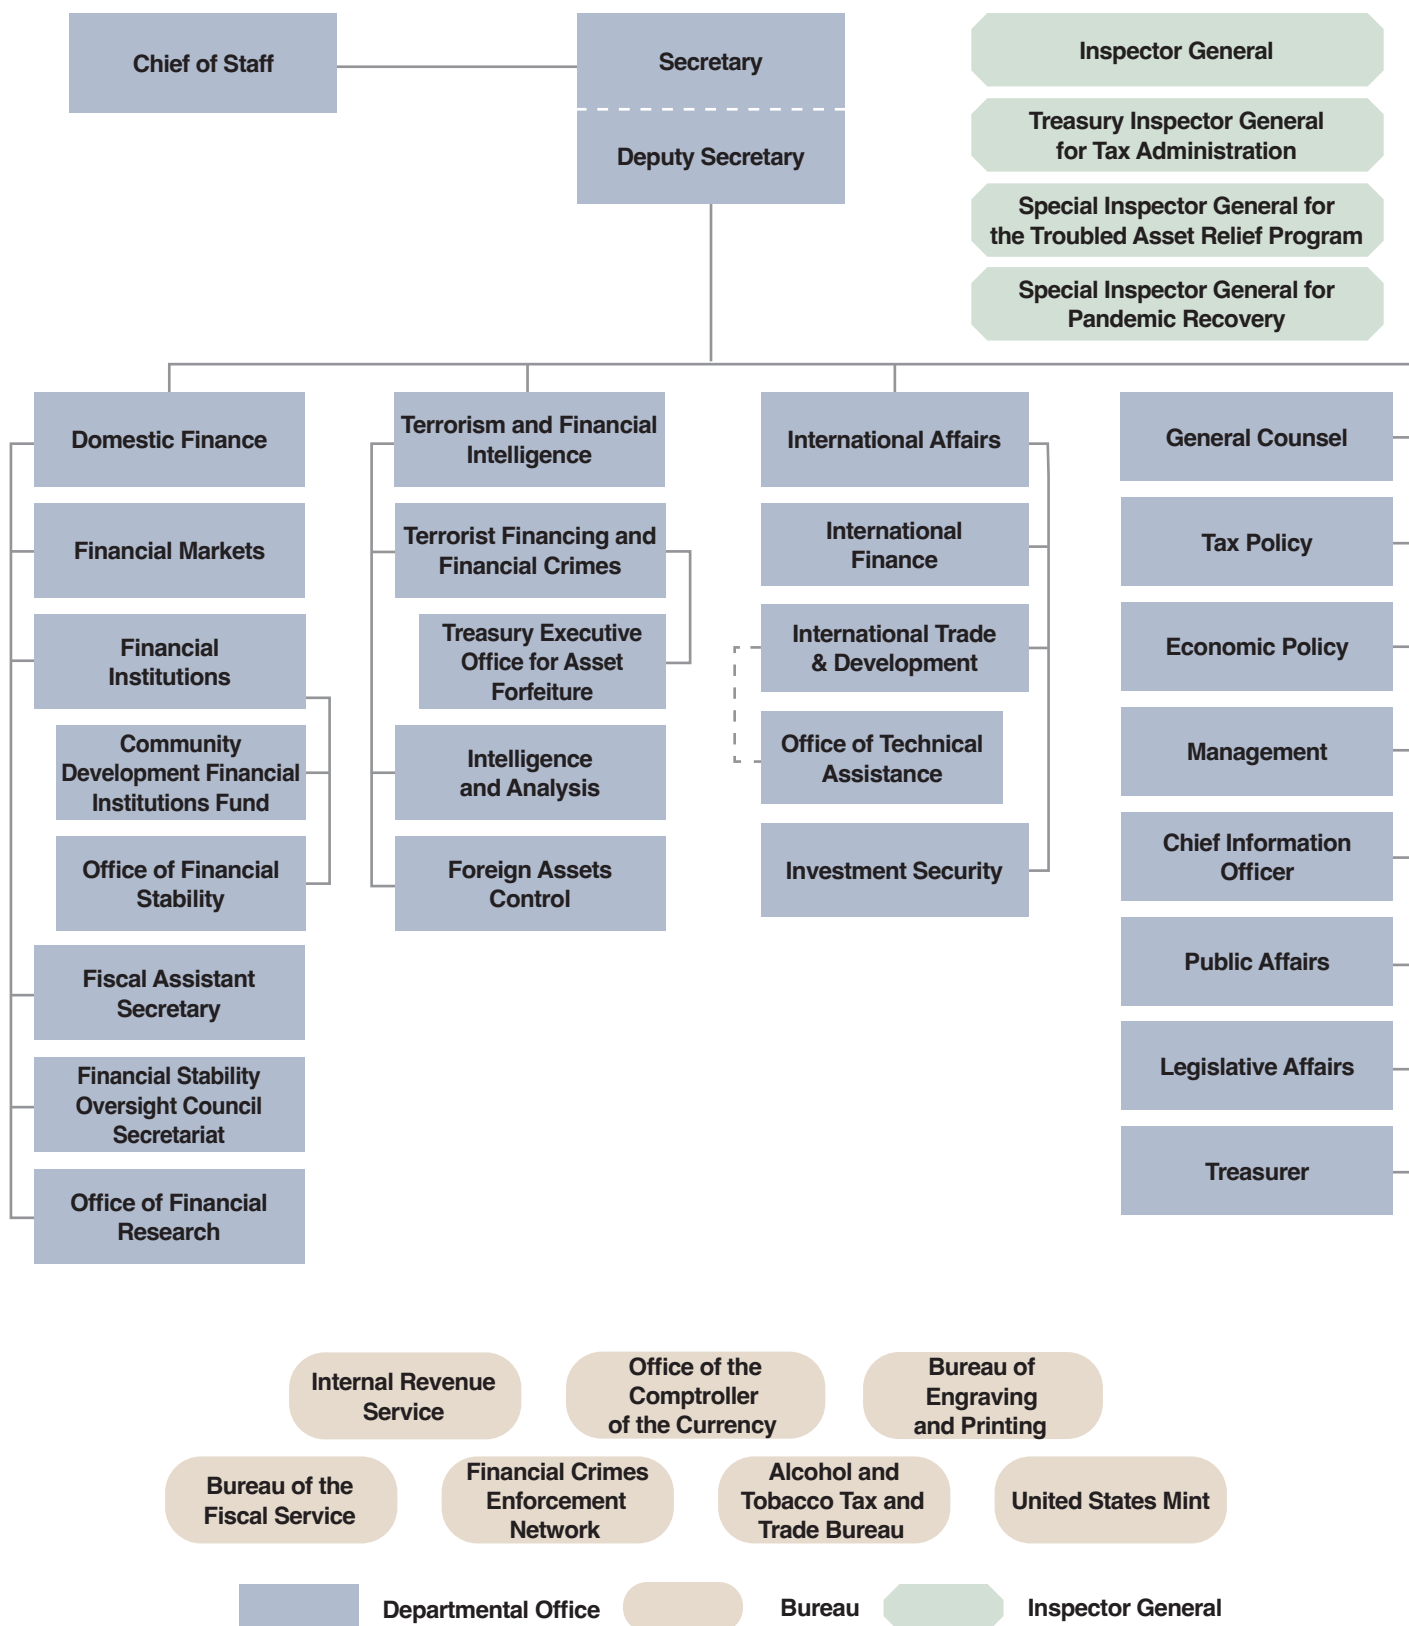 Chief of Staff
Secretary
Deputy Secretary
Inspector General
Treasury Inspector General
for Tax Administration
Special Inspector General for
the Troubled Asset Relief Program
Special Inspector General for
Pandemic Recovery
Domestic Finance
Financial Markets
Financial
Institutions
Community
Development Financial
Institutions Fund
Office of Financial
Stability
Fiscal Assistant
Secretary
Financial Stability
Oversight Council
Secretariat
Office of Financial
Research
Terrorism and Financial
Intelligence
Terrorist Financing and
Financial Crimes
Treasury Executive
Office for Asset
Forfeiture
Intelligence
and Analysis
Foreign Assets
Control
International Affairs
International
Finance
International Trade
& Development
Office of Technical
Assistance
Investment Security
General Counsel
Tax Policy
Economic Policy
Management
Chief Information
Officer
Public Affairs
Legislative Affairs
Treasurer
Internal Revenue
Service
Office of the
Comptroller
of the Currency
Bureau of
Engraving
and Printing
Bureau of the
Fiscal Service
Financial Crimes
Enforcement
Network
Alcohol and
Tobacco Tax and
Trade Bureau
United States Mint
Departmental Office
Bureau
Inspector General